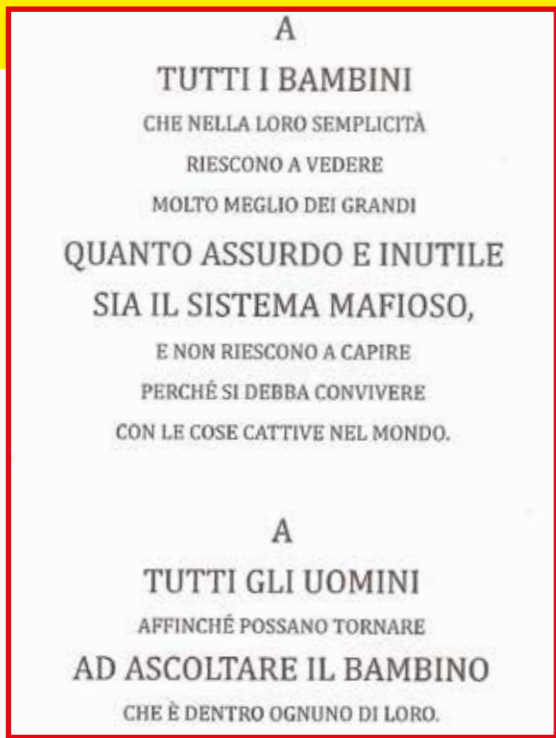 A
TUTTI I BAMBINI
CHE NELLA LORO SEMPLICITÀ
RIESCONO A VEDERE
MOLTO MEGLIO DEI GRANDI
QUANTO ASSURDO E INUTILE
SIA IL SISTEMA MAFIOSO,
E NON RIESCONO A CAPIRE
PERCHÉ SI DEBBA CONVIVERE
CON LE COSE CATTIVE NEL MONDO.
A
TUTTI GLI UOMINI
AFFINCHÉ POSSANO TORNARE
AD ASCOLTARE IL BAMBINO
CHE È DENTRO OGNUNO DI LORO.